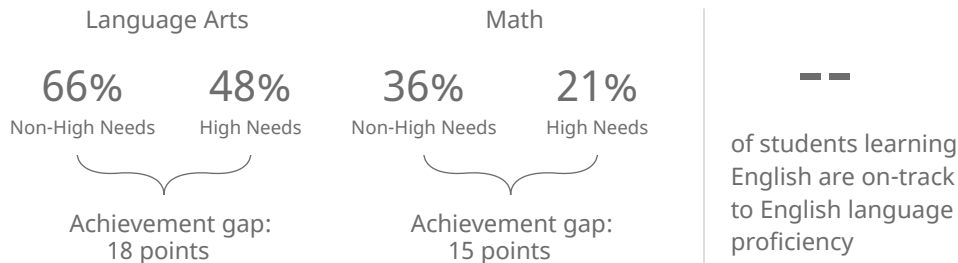 Language Arts
Math
66%
48%
36%
21%
Non-High Needs
High Needs
Non-High Needs
High Needs
Achievement gap:
18 points
Achievement gap:
15 points
--
of students learning
English are on-track
to English language
proficiency